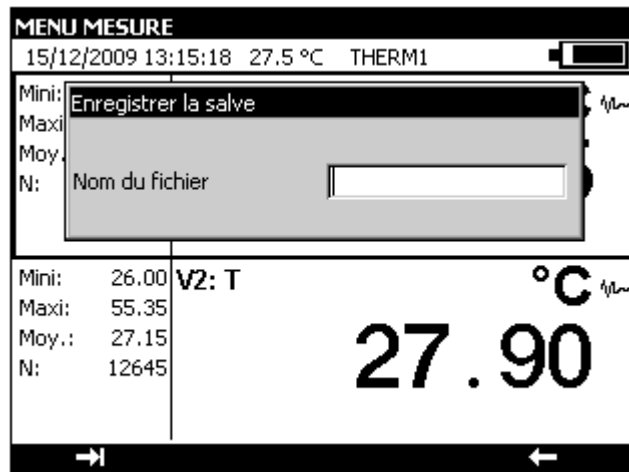 MENU MESURE
15/12/2009 13:15:18 27.5 °C THERM1
Mini:
Maxi
Moy.
N:
Enregistrer la salve
Nom du fichier
Mini: 26.00
Maxi: 55.35
Moy.: 27.15
N: 12645
V2: T °C
27.90